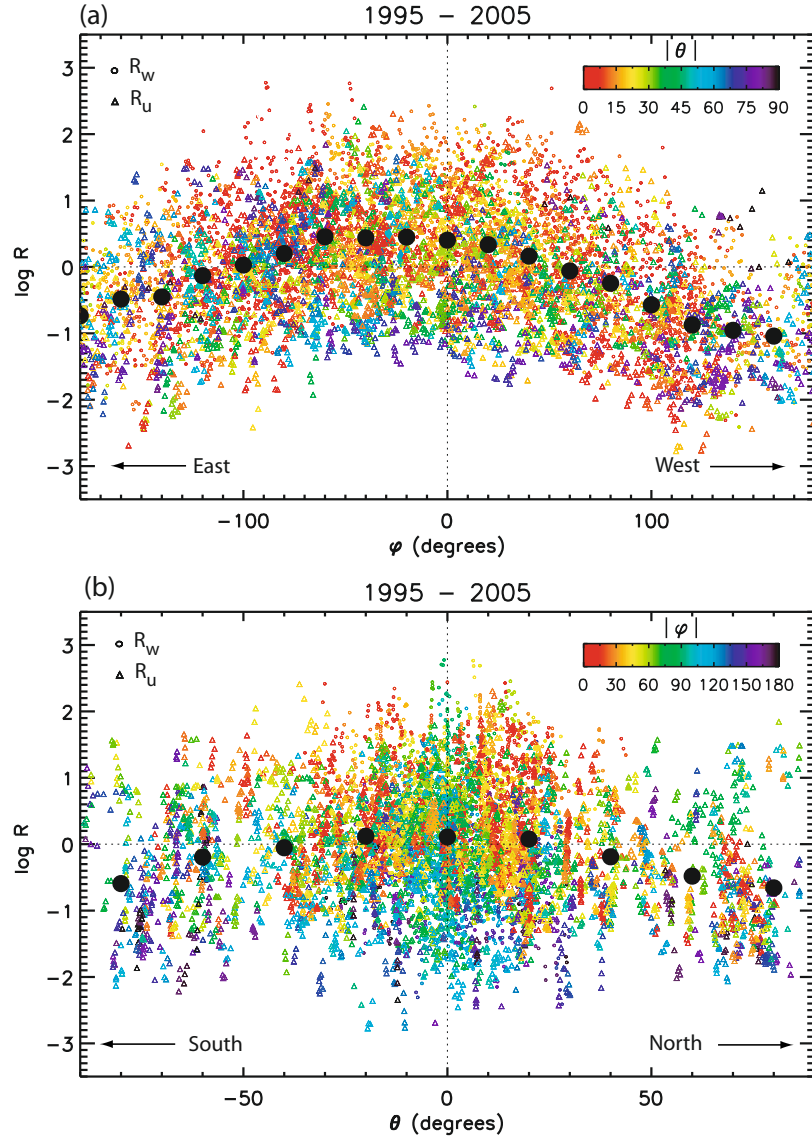 (a)
1995 – 2005
R_w
R_u
|θ|
0 15 30 45 60 75 90
3
2
1
0
−1
−2
−3
log R
East
West
−100 0 100
φ (degrees)
(b)
1995 – 2005
R_w
R_u
|φ|
0 30 60 90 120 150 180
3
2
1
0
−1
−2
−3
log R
South
North
−50 0 50
θ (degrees)